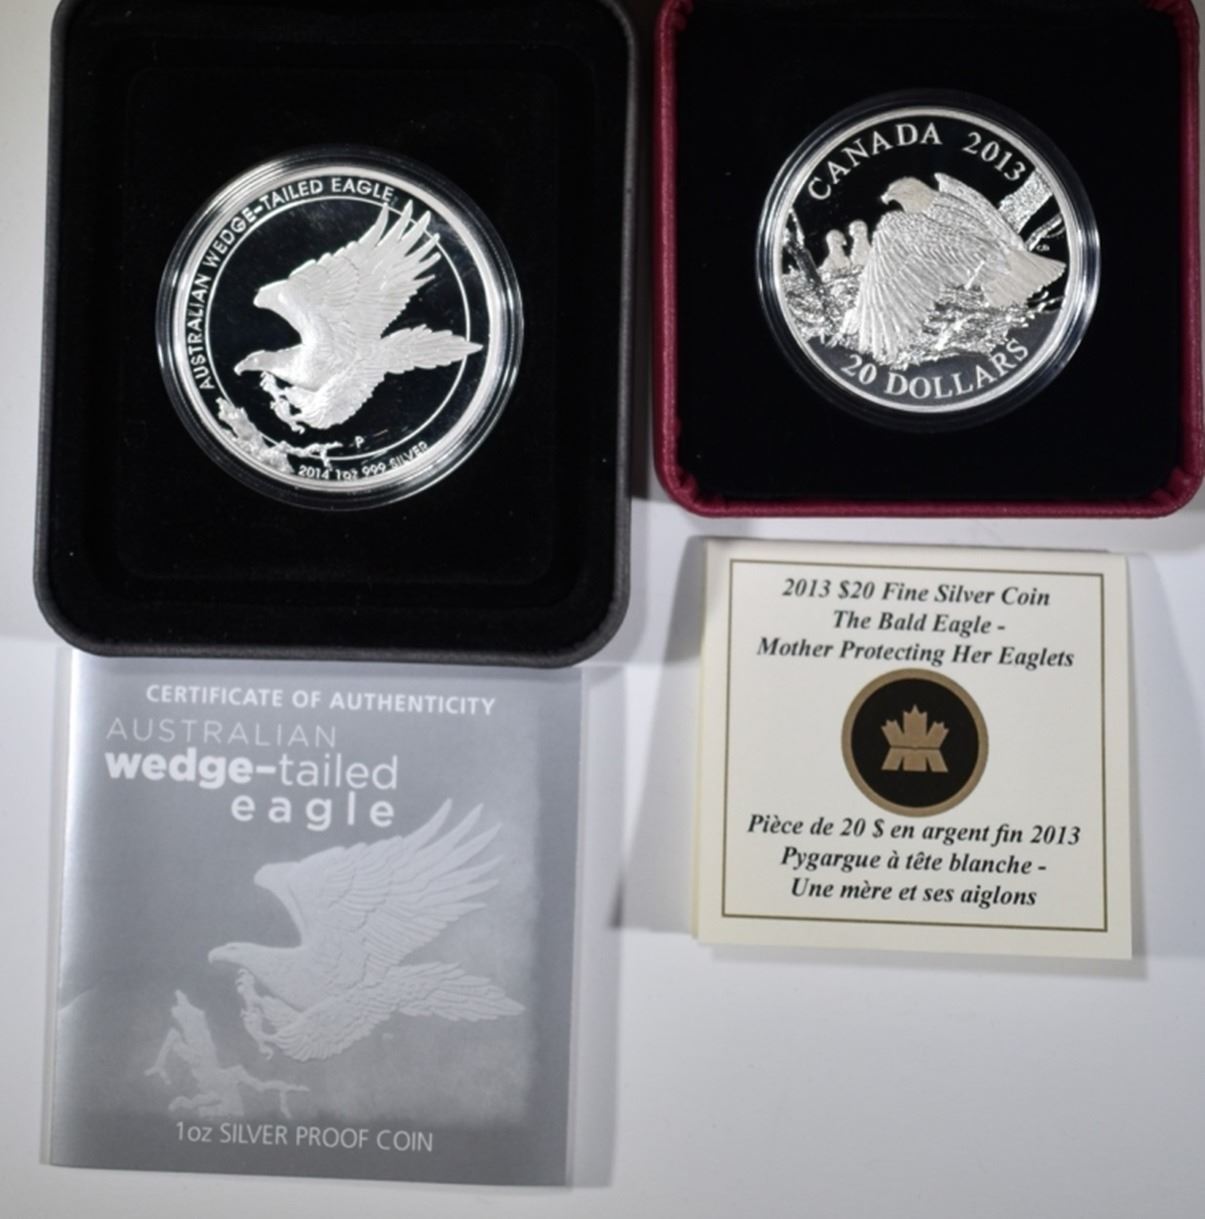 AUSTRALIAN WEDGE-TAILED EAGLE
P
2014 1oz 999 SILVER
CANADA 2013
20 DOLLARS
CERTIFICATE OF AUTHENTICITY
AUSTRALIAN
wedge-tailed
eagle
1oz SILVER PROOF COIN
2013 $20 Fine Silver Coin
The Bald Eagle -
Mother Protecting Her Eaglets
Pièce de 20 $ en argent fin 2013
Pygargue à tête blanche -
Une mère et ses aiglons